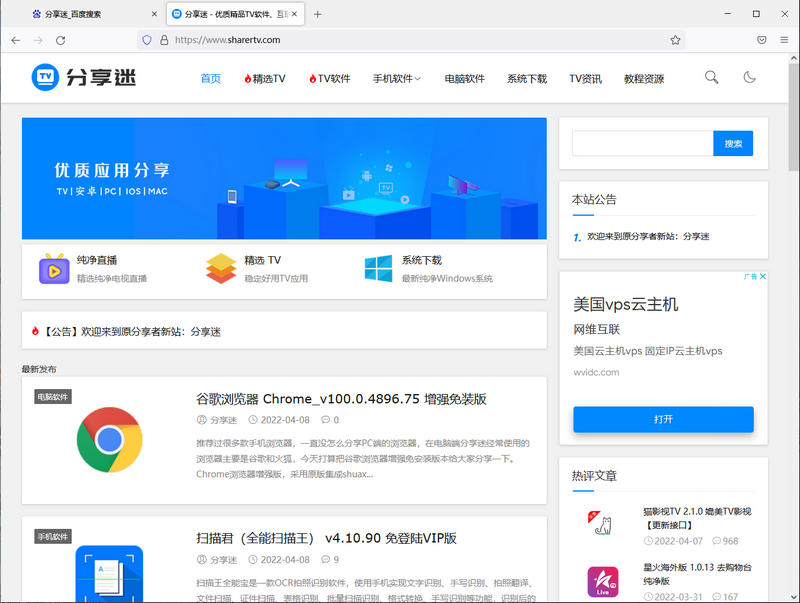 分享迷_百度搜索
分享迷 - 优质精品TV软件、互联
https://www.sharertv.com
TV
分享迷
首页
精选TV
TV软件
手机软件
电脑软件
系统下载
TV资讯
教程资源
优质应用分享
TV | 安卓 | PC | IOS | MAC
TV
纯净直播
精选纯净电视直播
精选 TV
稳定好用TV应用
系统下载
最新纯净Windows系统
【公告】欢迎来到原分享者新站：分享迷
最新发布
电脑软件
谷歌浏览器 Chrome_v100.0.4896.75 增强免装版
分享迷 2022-04-08 0
推荐过很多款手机浏览器，一直没怎么分享PC端的浏览器，在电脑端分享迷经常使用的
浏览器主要是谷歌和火狐，今天打算把谷歌浏览器增强免安装版本给大家分享一下。
Chrome浏览器增强版，采用原版集成shuax...
手机软件
扫描君（全能扫描王） v4.10.90 免登陆VIP版
分享迷 2022-04-08 9
扫描王全能宝是一款OCR拍照识别软件，使用手机实现文字识别、手写识别、拍照翻译、
文件扫描、证件扫描、表格识别、批量扫描识别、格式转换、手写识别等功能，识别后的
搜索
本站公告
1. 欢迎来到原分享者新站：分享迷
广告
美国vps云主机
网维互联
美国云主机vps 固定IP云主机vps
wvidc.com
打开
热评文章
猫影视TV 2.1.0 媲美TV影视
【更新接口】
2022-04-07 968
Live
星火海外版 1.0.13 去购物台
纯净版
2022-03-31 167